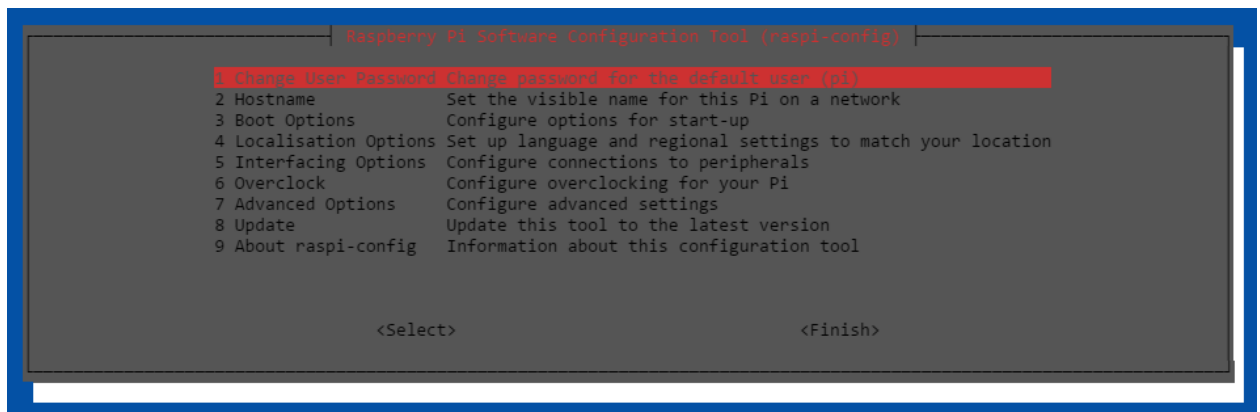 Raspberry Pi Software Configuration Tool (raspi-config)
1 Change User Password Change password for the default user (pi)
2 Hostname Set the visible name for this Pi on a network
3 Boot Options Configure options for start-up
4 Localisation Options Set up language and regional settings to match your location
5 Interfacing Options Configure connections to peripherals
6 Overclock Configure overclocking for your Pi
7 Advanced Options Configure advanced settings
8 Update Update this tool to the latest version
9 About raspi-config Information about this configuration tool
<Select> <Finish>